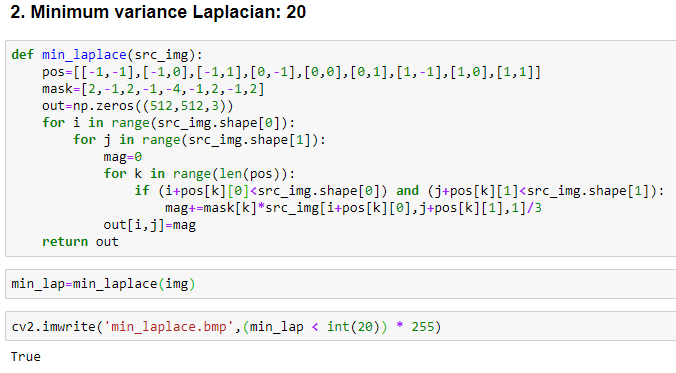 2. Minimum variance Laplacian: 20
def min_laplace(src_img):
    pos=[[-1,-1],[-1,0],[-1,1],[0,-1],[0,0],[0,1],[1,-1],[1,0],[1,1]]
    mask=[2,-1,2,-1,-4,-1,2,-1,2]
    out=np.zeros((512,512,3))
    for i in range(src_img.shape[0]):
        for j in range(src_img.shape[1]):
            mag=0
            for k in range(len(pos)):
                if (i+pos[k][0]<src_img.shape[0]) and (j+pos[k][1]<src_img.shape[1]):
                    mag+=mask[k]*src_img[i+pos[k][0],j+pos[k][1],1]/3
            out[i,j]=mag
    return out
min_lap=min_laplace(img)
cv2.imwrite('min_laplace.bmp',(min_lap < int(20)) * 255)
True